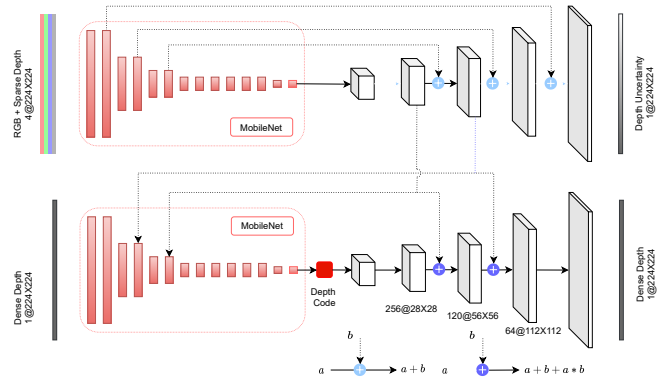 RGB + Sparse Depth
4@224X224
MobileNet
Depth Uncertainty
1@224X224
Dense Depth
1@224X224
MobileNet
Depth
Code
256@28X28
120@56X56
64@112X112
Dense Depth
1@224X224
b
a
a + b
b
a
a + b + a ∗ b